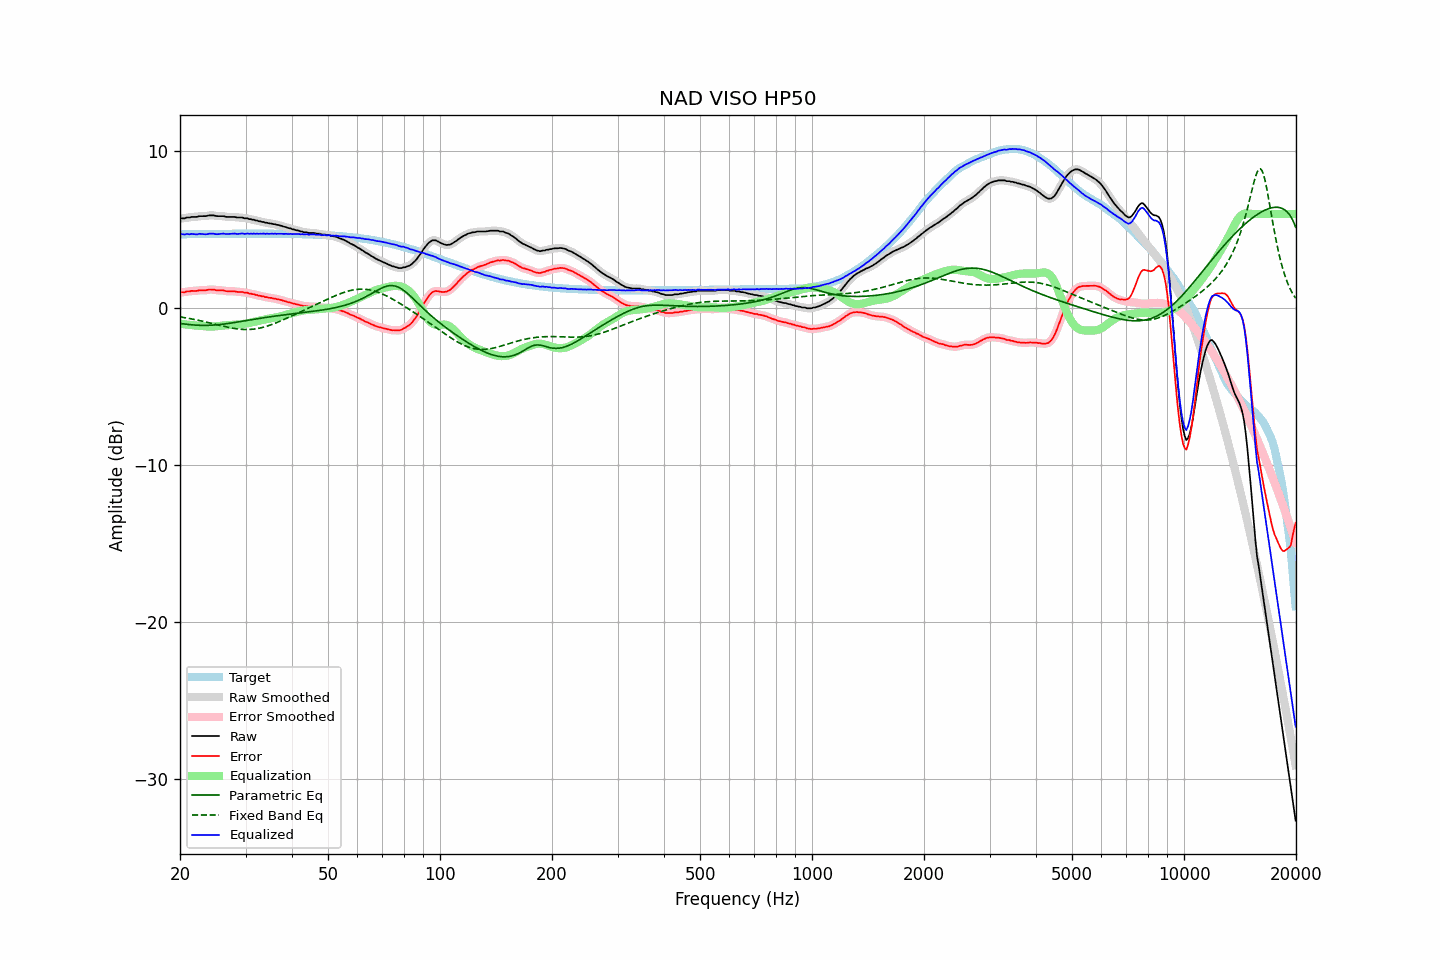 NAD VISO HP50
Amplitude (dBr)
10
0
−10
−20
−30
Target
Raw Smoothed
Error Smoothed
Raw
Error
Equalization
Parametric Eq
Fixed Band Eq
Equalized
20 50 100 200 500 1000 2000 5000 10000 20000
Frequency (Hz)